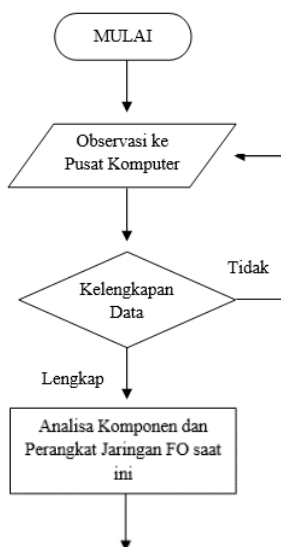 MULAI
Observasi ke
Pusat Komputer
Tidak
Kelengkapan
Data
Lengkap
Analisa Komponen dan
Perangkat Jaringan FO saat
ini